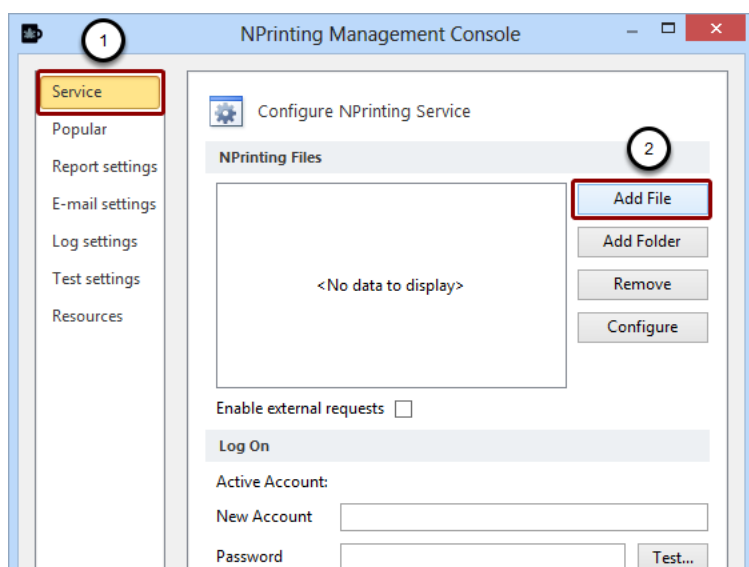 NPrinting Management Console
1
Service
Popular
Report settings
E-mail settings
Log settings
Test settings
Resources
Configure NPrinting Service
NPrinting Files
2
<No data to display>
Add File
Add Folder
Remove
Configure
Enable external requests
Log On
Active Account:
New Account
Password
Test...